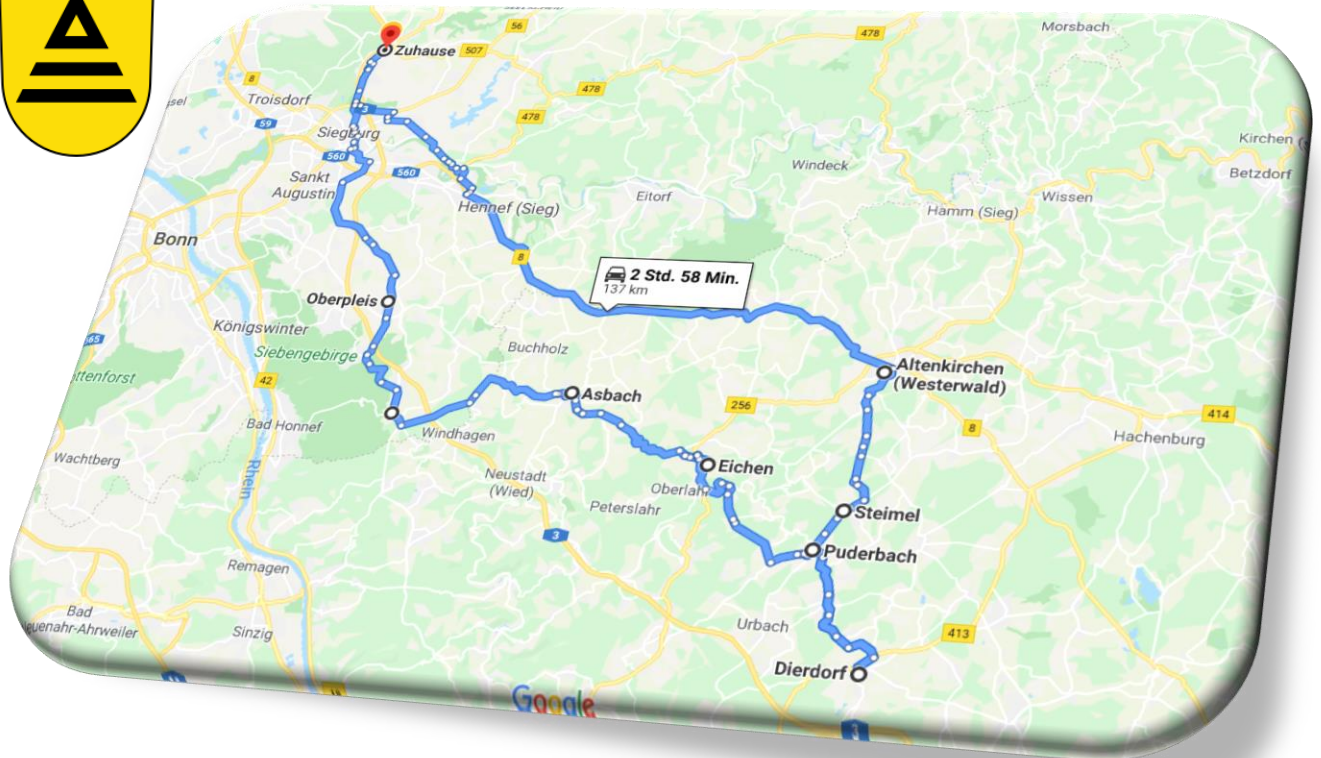 56
Morsbach
478
Zuhause
507
8
478
Troisdorf
3
478
59
Siegburg
Kirchen
560
Windeck
560
Betzdorf
Sankt
Augustin
Eitorf
Wissen
Hennef (Sieg)
Hamm (Sieg)
Bonn
8
2 Std. 58 Min.
137 km
Oberpleis
Königswinter
Buchholz
Siebengebirge
Altenkirchen
(Westerwald)
42
Asbach
256
414
Bad Honnef
8
Windhagen
Hachenburg
Wachtberg
Eichen
Neustadt
(Wied)
Rhein
Peterslahr
Steimel
3
Puderbach
Remagen
Bad
Urbach
413
Sinzig
Dierdorf
Google
3